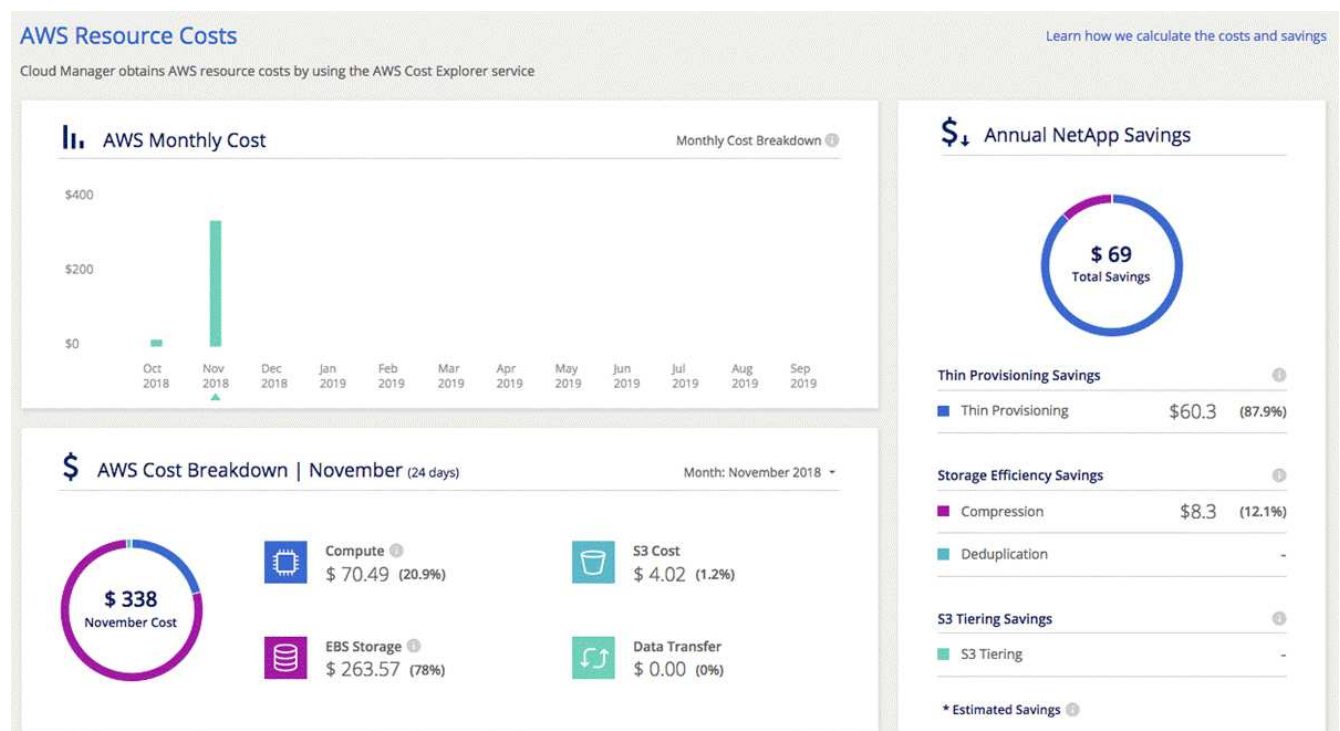 AWS Resource Costs
Learn how we calculate the costs and savings
Cloud Manager obtains AWS resource costs by using the AWS Cost Explorer service
AWS Monthly Cost
Monthly Cost Breakdown
$400
$200
$0
Oct Nov Dec Jan Feb Mar Apr May Jun Jul Aug Sep
2018 2018 2018 2019 2019 2019 2019 2019 2019 2019 2019 2019
AWS Cost Breakdown | November (24 days)
Month: November 2018
$ 338
November Cost
Compute
$ 70.49 (20.9%)
S3 Cost
$ 4.02 (1.2%)
EBS Storage
$ 263.57 (78%)
Data Transfer
$ 0.00 (0%)
Annual NetApp Savings
$ 69
Total Savings
Thin Provisioning Savings
Thin Provisioning $60.3 (87.9%)
Storage Efficiency Savings
Compression $8.3 (12.1%)
Deduplication -
S3 Tiering Savings
S3 Tiering -
* Estimated Savings